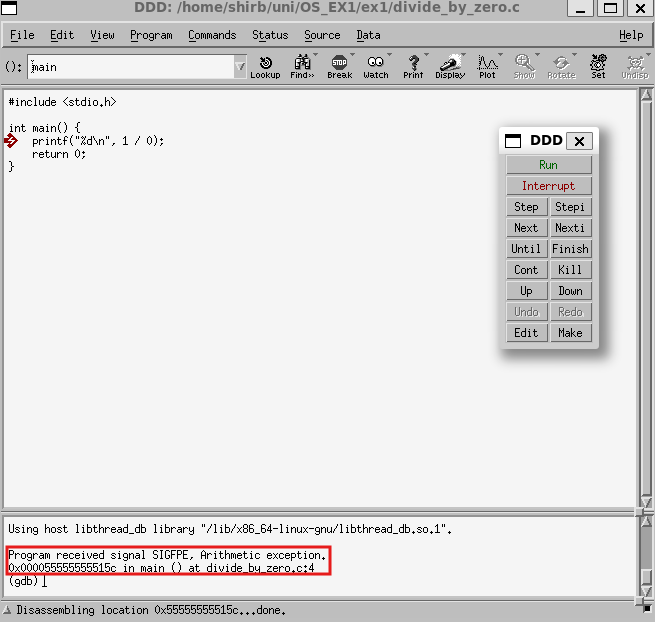 DDD: /home/shirb/uni/OS_EX1/ex1/divide_by_zero.c
File Edit View Program Commands Status Source Data Help
(): main
Lookup Find>> Break Watch Print Display Plot Show Rotate Set Undisp
STOP
#include <stdio.h>
int main() {
printf("%d\n", 1 / 0);
return 0;
}
DDD
Run
Interrupt
Step Stepi
Next Nexti
Until Finish
Cont Kill
Up Down
Undo Redo
Edit Make
Using host libthread_db library "/lib/x86_64-linux-gnu/libthread_db.so.1".
Program received signal SIGFPE, Arithmetic exception.
0x000055555555515c in main () at divide_by_zero.c:4
(gdb)
Disassembling location 0x55555555515c...done.